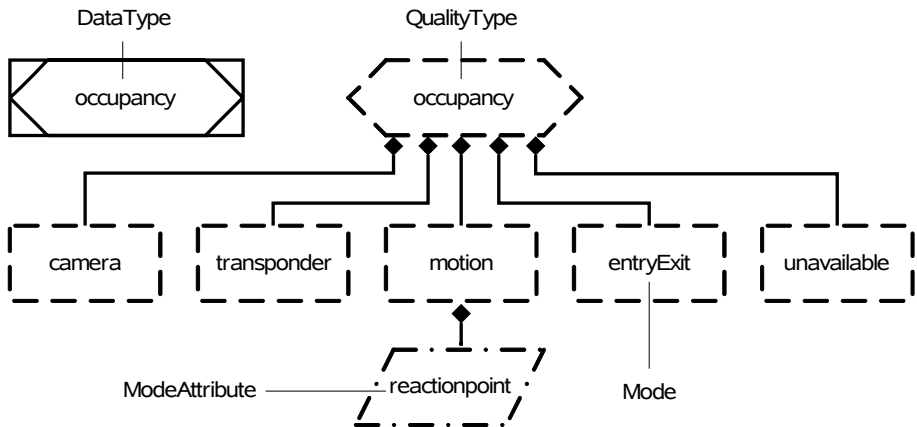 DataType
QualityType
occupancy
occupancy
camera
transponder
motion
entryExit
unavailable
ModeAttribute
reactionpoint
Mode